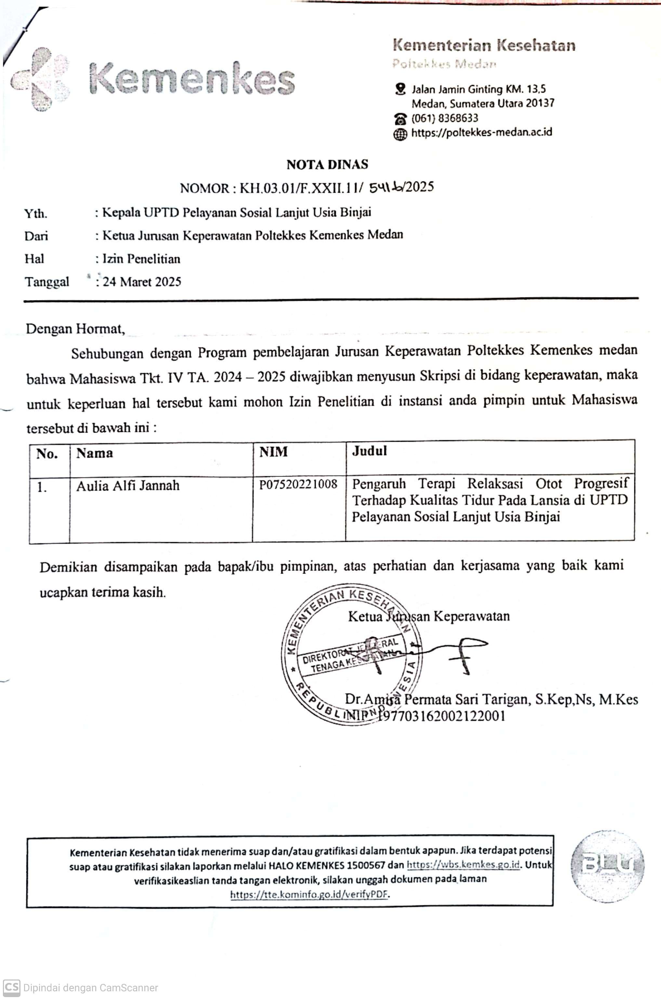 Kemenkes
Kementerian Kesehatan
Poltekkes Medan
Jalan Jamin Ginting KM. 13,5
Medan, Sumatera Utara 20137
(061) 8368633
https://poltekkes-medan.ac.id
NOTA DINAS
NOMOR : KH.03.01/F.XXII.11/ 541b/2025
Yth. : Kepala UPTD Pelayanan Sosial Lanjut Usia Binjai
Dari : Ketua Jurusan Keperawatan Poltekkes Kemenkes Medan
Hal : Izin Penelitian
Tanggal : 24 Maret 2025
Dengan Hormat,
Sehubungan dengan Program pembelajaran Jurusan Keperawatan Poltekkes Kemenkes medan
bahwa Mahasiswa Tkt. IV TA. 2024 – 2025 diwajibkan menyusun Skripsi di bidang keperawatan, maka
untuk keperluan hal tersebut kami mohon Izin Penelitian di instansi anda pimpin untuk Mahasiswa
tersebut di bawah ini :
No. Nama NIM Judul
1. Aulia Alfi Jannah P07520221008 Pengaruh Terapi Relaksasi Otot Progresif
Terhadap Kualitas Tidur Pada Lansia di UPTD
Pelayanan Sosial Lanjut Usia Binjai
Demikian disampaikan pada bapak/ibu pimpinan, atas perhatian dan kerjasama yang baik kami
ucapkan terima kasih.
Ketua Jurusan Keperawatan
KEMENTERIAN KESEHATAN
DIREKTORAT JENDERAL
TENAGA KESEHATAN
REPUBLIK INDONESIA
Dr.Amira Permata Sari Tarigan, S.Kep,Ns, M.Kes
NIP 197703162002122001
Kementerian Kesehatan tidak menerima suap dan/atau gratifikasi dalam bentuk apapun. Jika terdapat potensi
suap atau gratifikasi silakan laporkan melalui HALO KEMENKES 1500567 dan https://wbs.kemkes.go.id. Untuk
verifikasikeaslian tanda tangan elektronik, silakan unggah dokumen pada laman
https://tte.kominfo.go.id/verifyPDF.
BLU
CS Dipindai dengan CamScanner